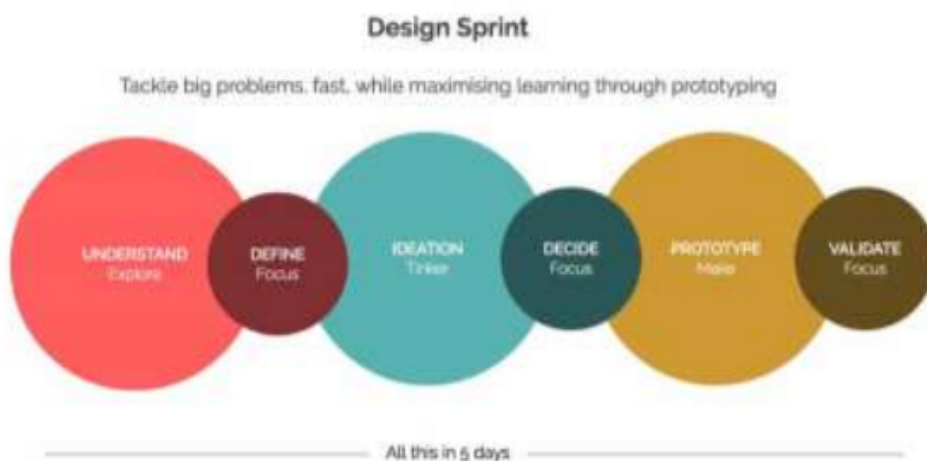 Design Sprint
Tackle big problems, fast, while maximising learning through prototyping
UNDERSTAND
Explore
DEFINE
Focus
IDEATION
Tinker
DECIDE
Focus
PROTOTYPE
Make
VALIDATE
Focus
All this in 5 days